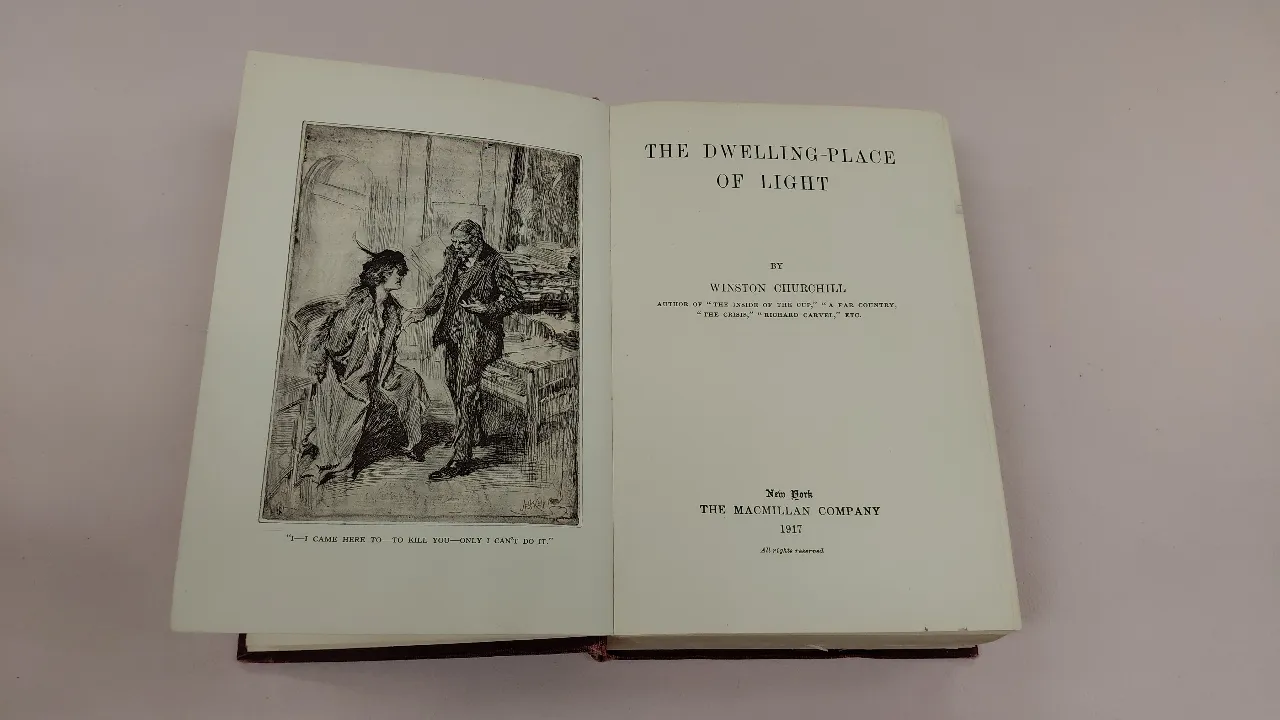 "I—I CAME HERE TO—TO KILL YOU—ONLY I CAN'T DO IT."
THE DWELLING-PLACE
OF LIGHT
BY
WINSTON CHURCHILL
AUTHOR OF "THE INSIDE OF THE CUP," "A FAR COUNTRY,
"THE CRISIS," "RICHARD CARVEL," ETC.
New York
THE MACMILLAN COMPANY
1917
All rights reserved